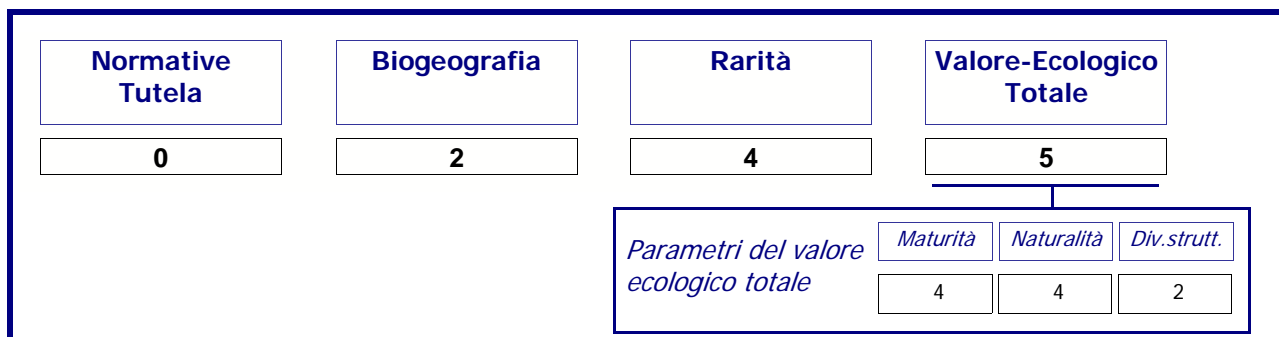 Normative
Tutela
Biogeografia
Rarità
Valore-Ecologico
Totale
0
2
4
5
Parametri del valore
ecologico totale
Maturità
Naturalità
Div.strutt.
4
4
2